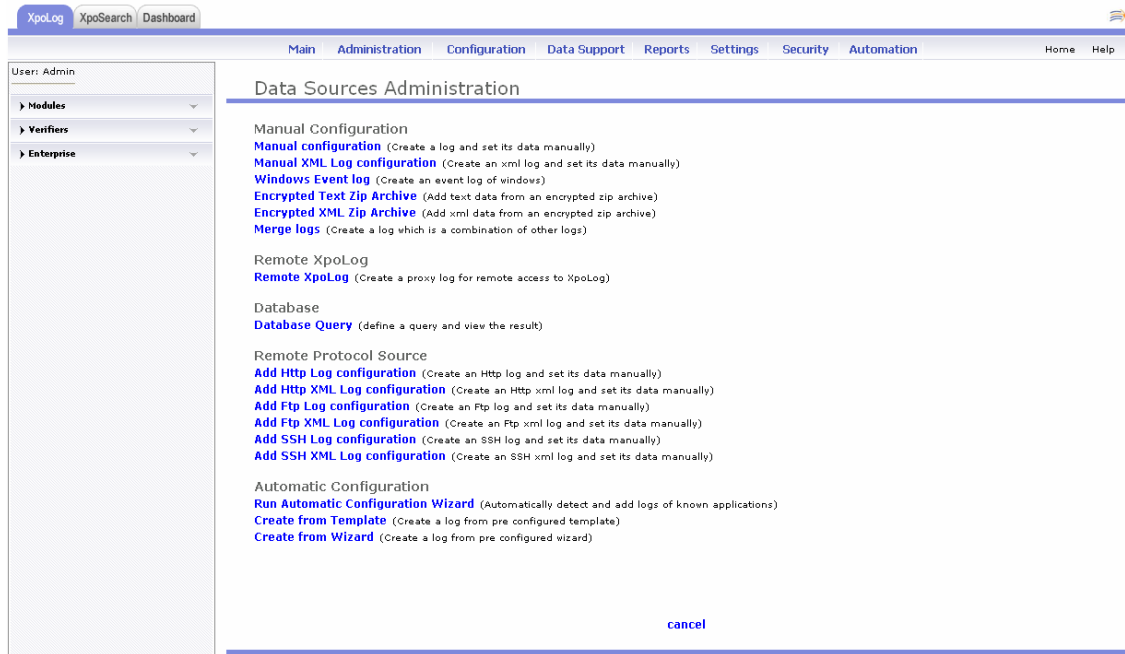 XpoLog XpoSearch Dashboard
Main Administration Configuration Data Support Reports Settings Security Automation Home Help
User: Admin
Modules
Verifiers
Enterprise
Data Sources Administration
Manual Configuration
Manual configuration (Create a log and set its data manually)
Manual XML Log configuration (Create an xml log and set its data manually)
Windows Event log (Create an event log of windows)
Encrypted Text Zip Archive (Add text data from an encrypted zip archive)
Encrypted XML Zip Archive (Add xml data from an encrypted zip archive)
Merge logs (Create a log which is a combination of other logs)
Remote XpoLog
Remote XpoLog (Create a proxy log for remote access to XpoLog)
Database
Database Query (define a query and view the result)
Remote Protocol Source
Add Http Log configuration (Create an Http log and set its data manually)
Add Http XML Log configuration (Create an Http xml log and set its data manually)
Add Ftp Log configuration (Create an Ftp log and set its data manually)
Add Ftp XML Log configuration (Create an Ftp xml log and set its data manually)
Add SSH Log configuration (Create an SSH log and set its data manually)
Add SSH XML Log configuration (Create an SSH xml log and set its data manually)
Automatic Configuration
Run Automatic Configuration Wizard (Automatically detect and add logs of known applications)
Create from Template (Create a log from pre configured template)
Create from Wizard (Create a log from pre configured wizard)
cancel